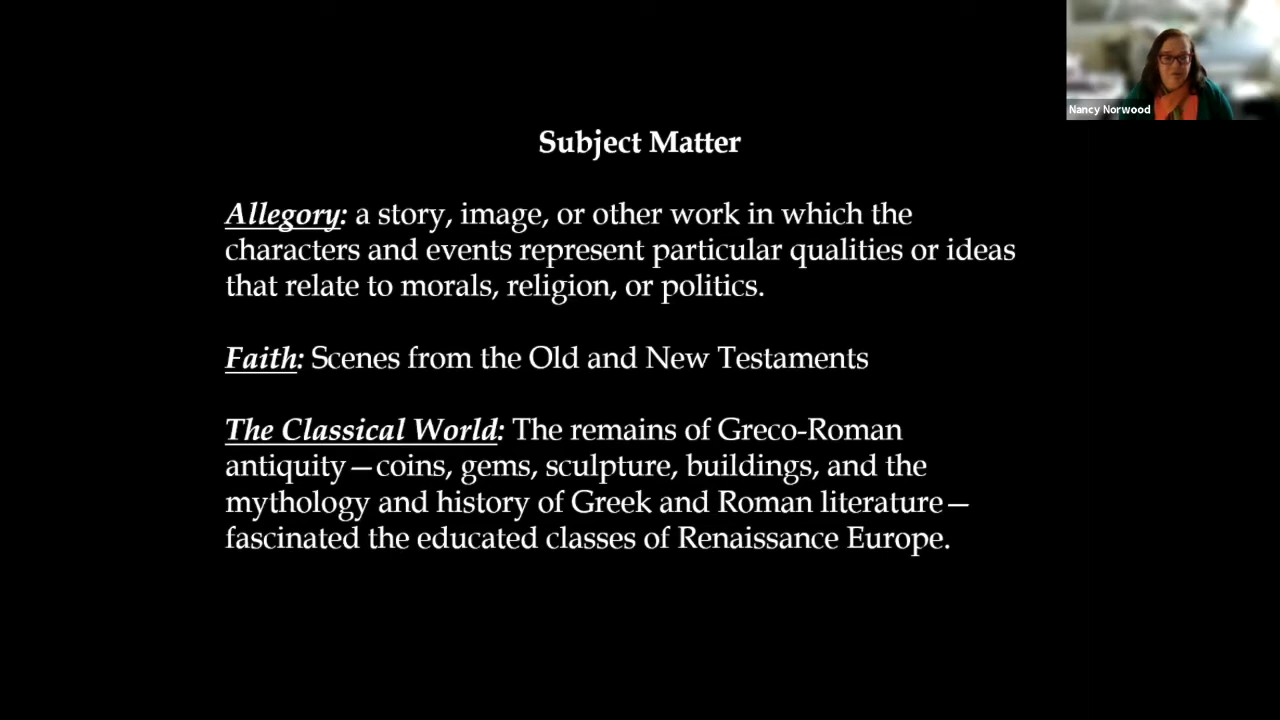 Nancy Norwood
Subject Matter
Allegory: a story, image, or other work in which the
characters and events represent particular qualities or ideas
that relate to morals, religion, or politics.
Faith: Scenes from the Old and New Testaments
The Classical World: The remains of Greco-Roman
antiquity—coins, gems, sculpture, buildings, and the
mythology and history of Greek and Roman literature—
fascinated the educated classes of Renaissance Europe.